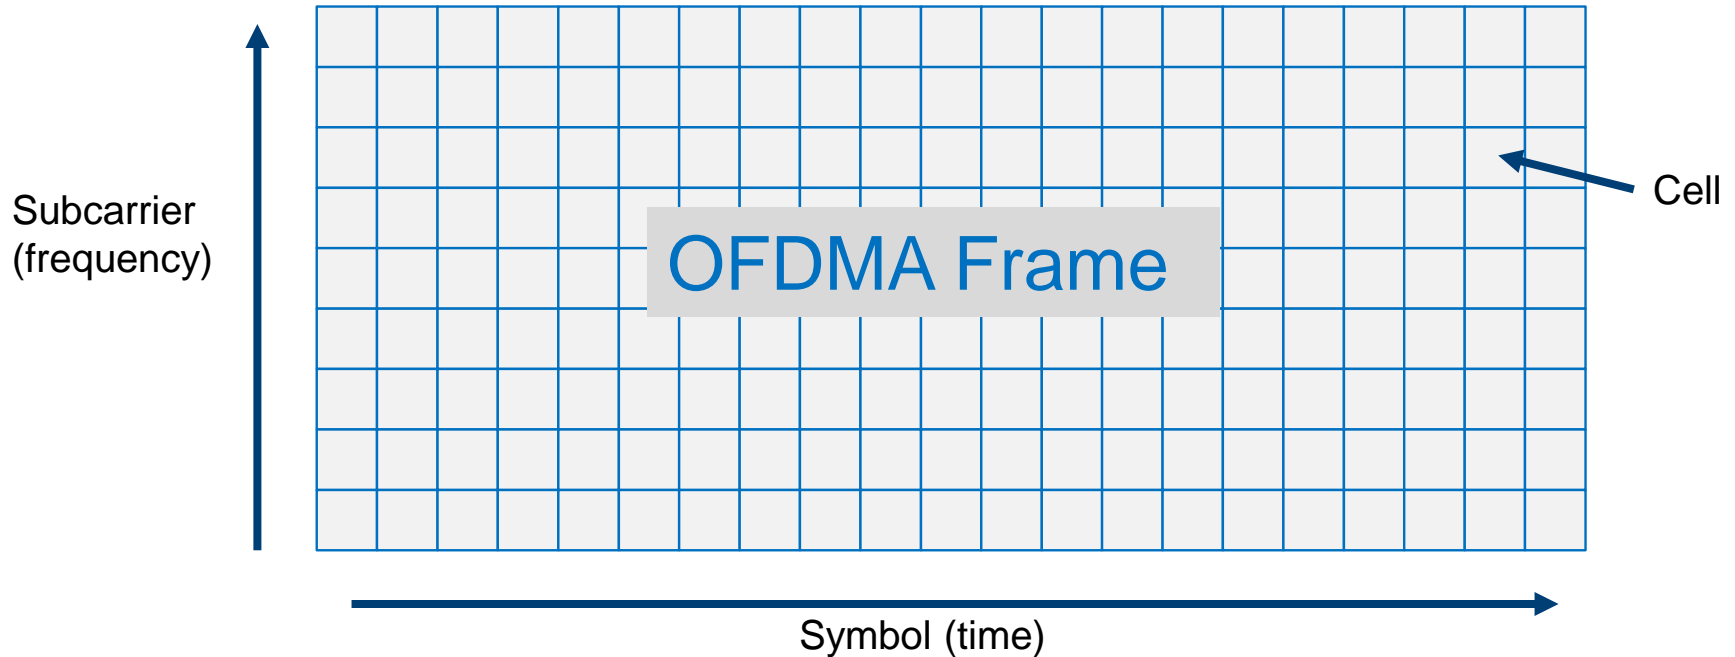 Subcarrier
(frequency)
OFDMA Frame
Cell
Symbol (time)